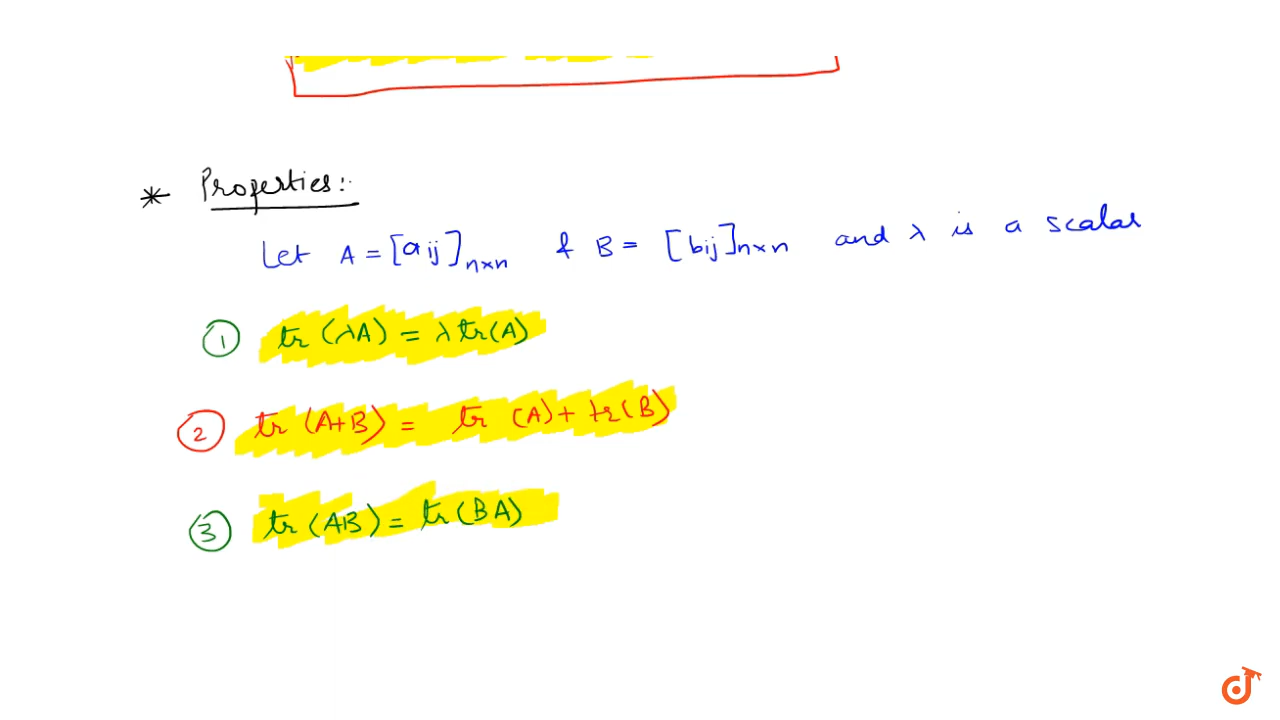 * Properties:-
Let A = [aij]n×n & B = [bij]n×n and λ is a scalar
① tr (λA) = λ tr(A)
② tr (A+B) = tr (A) + tr(B)
③ tr (AB) = tr (BA)